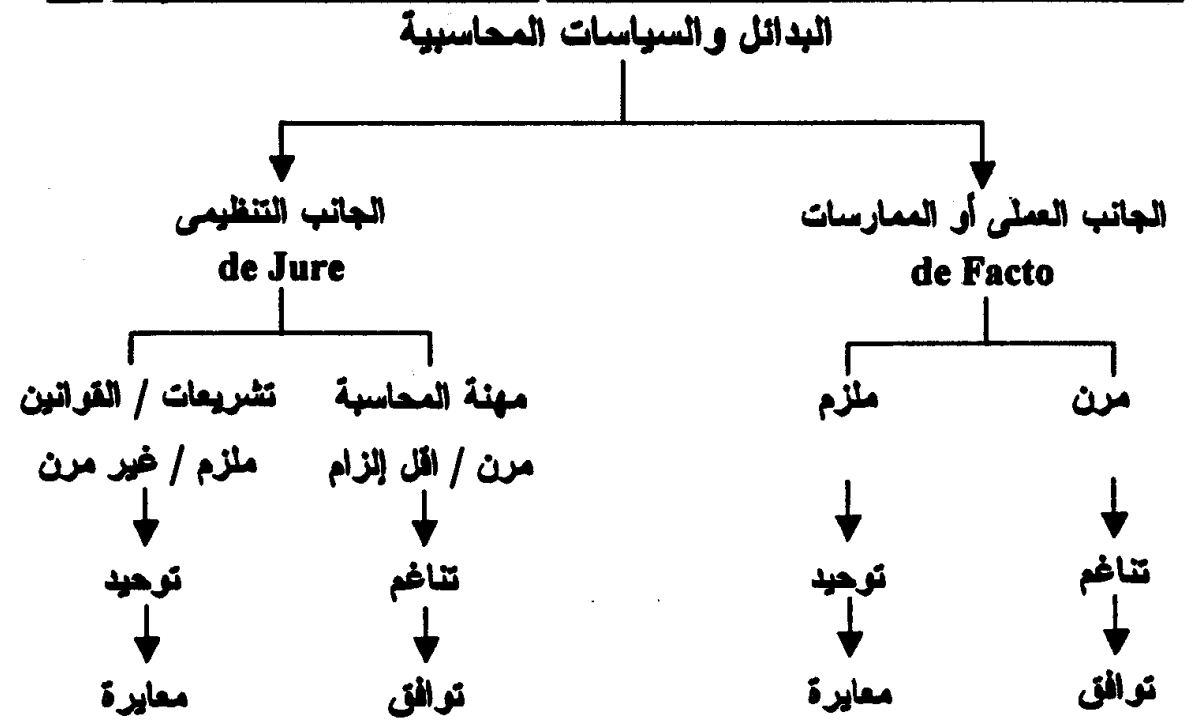 البدائل والسياسات المحاسبية
الجانب العملى أو الممارسات
الجانب التنظيمى
de Facto
de Jure
مرن
ملزم
مهنة المحاسبة
تشريعات / القوانين
مرن / اقل إلزام
ملزم / غير مرن
تناغم
توحيد
تناغم
توحيد
توافق
معايرة
توافق
معايرة